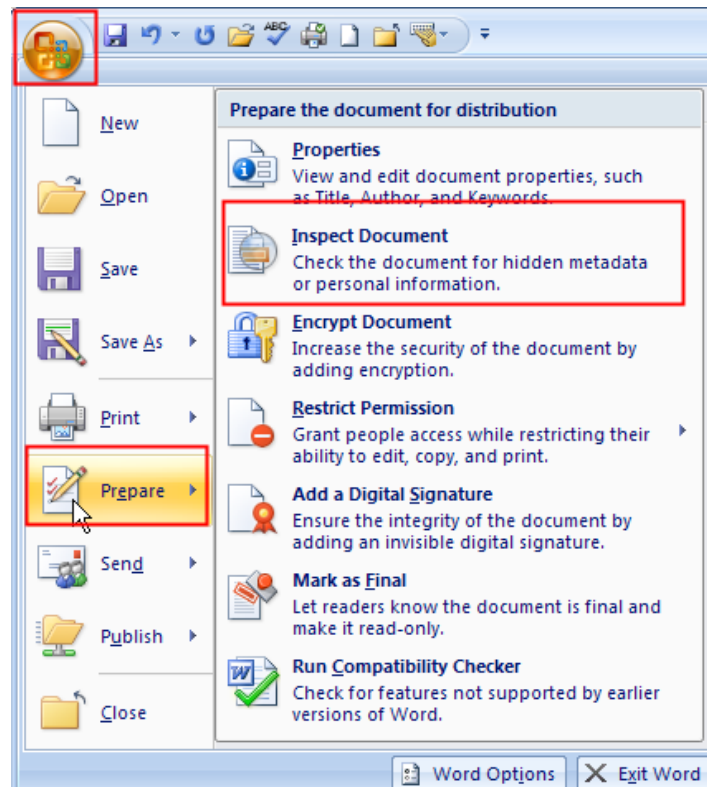 ABC
New
Open
Save
Save As
Print
Prepare
Send
Publish
Close
Prepare the document for distribution
Properties
View and edit document properties, such
as Title, Author, and Keywords.
Inspect Document
Check the document for hidden metadata
or personal information.
Encrypt Document
Increase the security of the document by
adding encryption.
Restrict Permission
Grant people access while restricting their
ability to edit, copy, and print.
Add a Digital Signature
Ensure the integrity of the document by
adding an invisible digital signature.
Mark as Final
Let readers know the document is final and
make it read-only.
Run Compatibility Checker
Check for features not supported by earlier
versions of Word.
Word Options
Exit Word